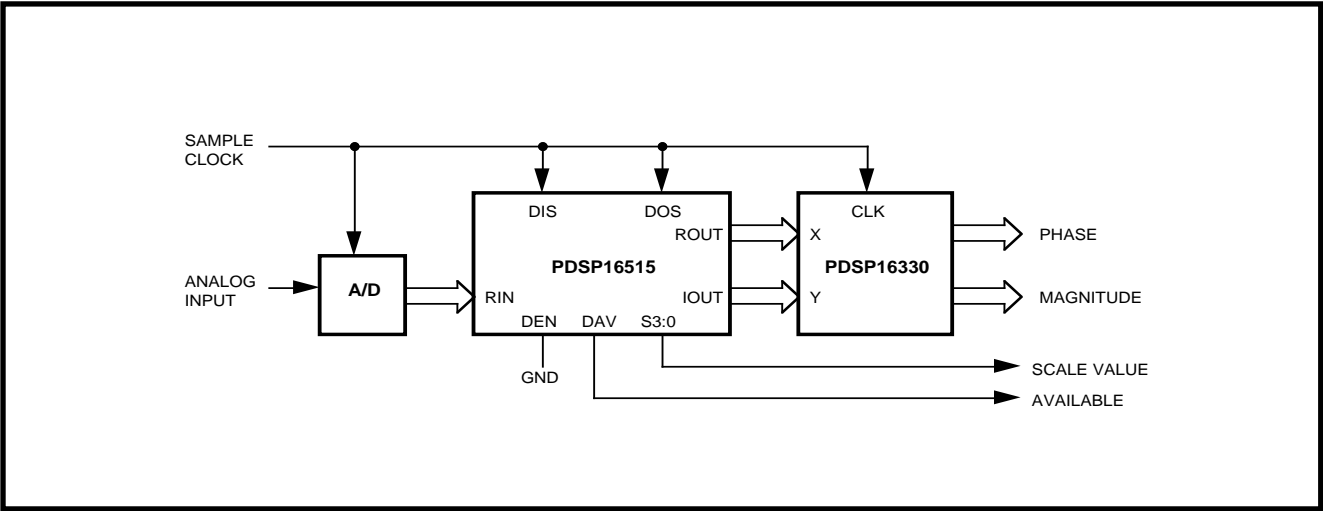 SAMPLE
CLOCK
DIS
DOS
CLK
ROUT
X
PHASE
PDSP16515
PDSP16330
ANALOG
INPUT
A/D
RIN
IOUT
Y
MAGNITUDE
DEN
DAV
S3:0
GND
SCALE VALUE
AVAILABLE